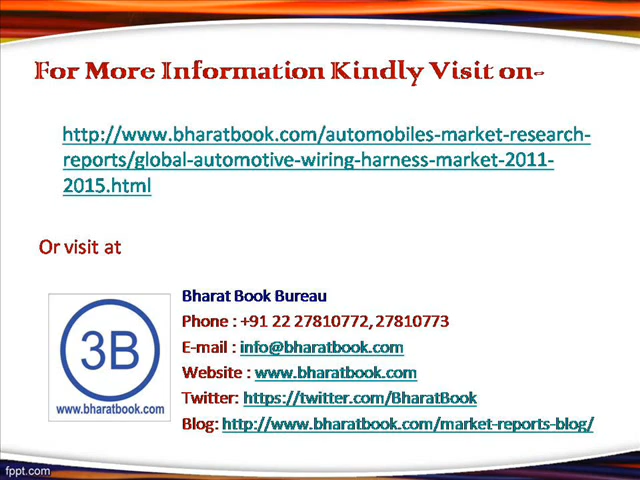 For More Information Kindly Visit on-
http://www.bharatbook.com/automobiles-market-research-
reports/global-automotive-wiring-harness-market-2011-
2015.html
Or visit at
3B
www.bharatbook.com
Bharat Book Bureau
Phone : +91 22 27810772, 27810773
E-mail : info@bharatbook.com
Website : www.bharatbook.com
Twitter: https://twitter.com/BharatBook
Blog: http://www.bharatbook.com/market-reports-blog/
fppt.com